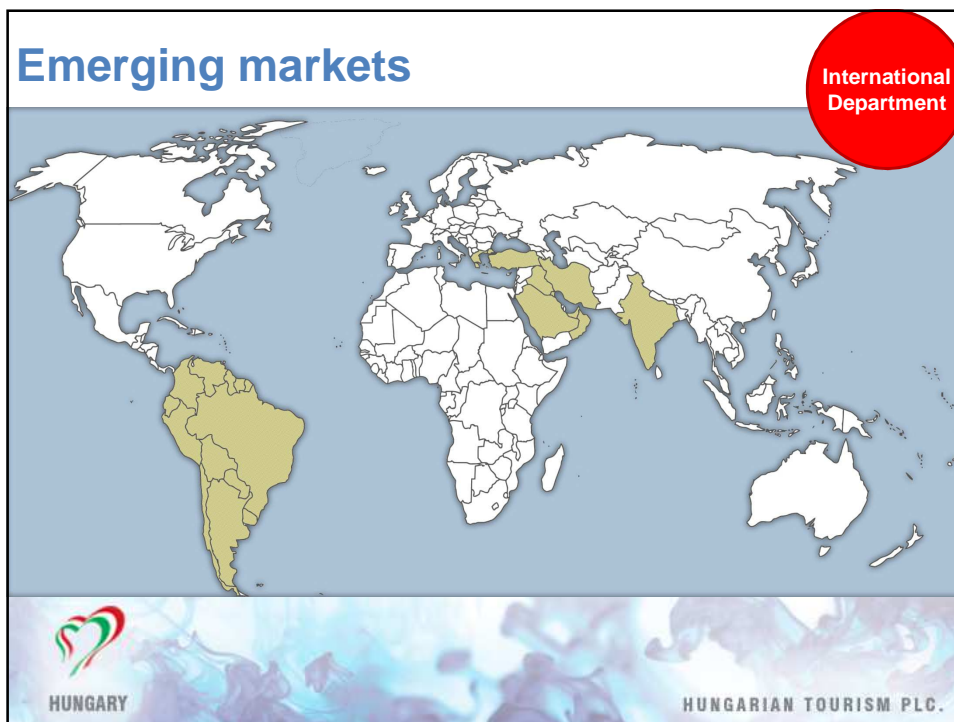 Emerging markets
International
Department
HUNGARY
HUNGARIAN TOURISM PLC.